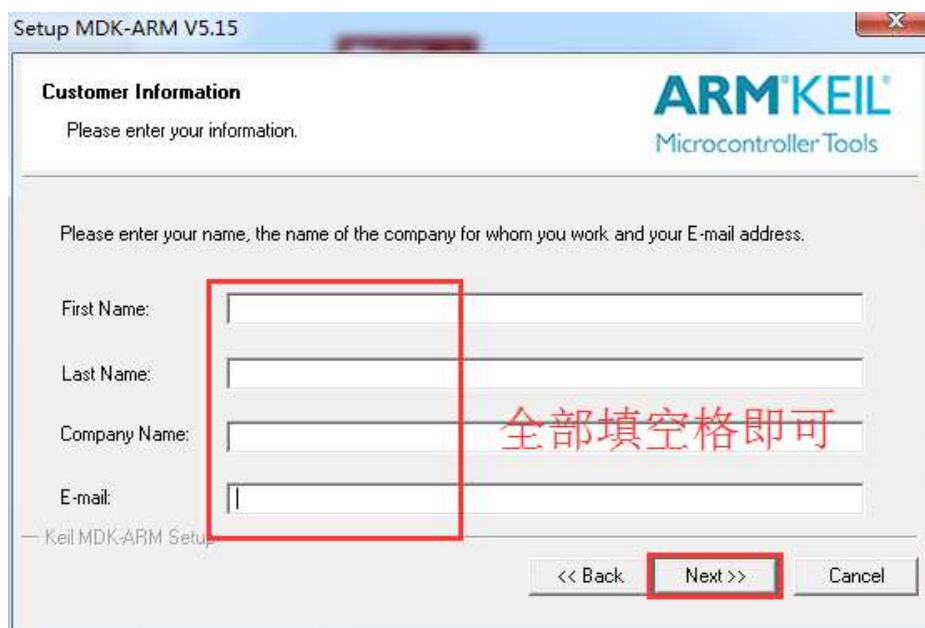 Setup MDK-ARM V5.15
Customer Information
Please enter your information.
ARM KEIL
Microcontroller Tools
Please enter your name, the name of the company for whom you work and your E-mail address.
First Name:
Last Name:
Company Name:
全部填空格即可
E-mail:
Keil MDK-ARM Setup
<< Back
Next >>
Cancel